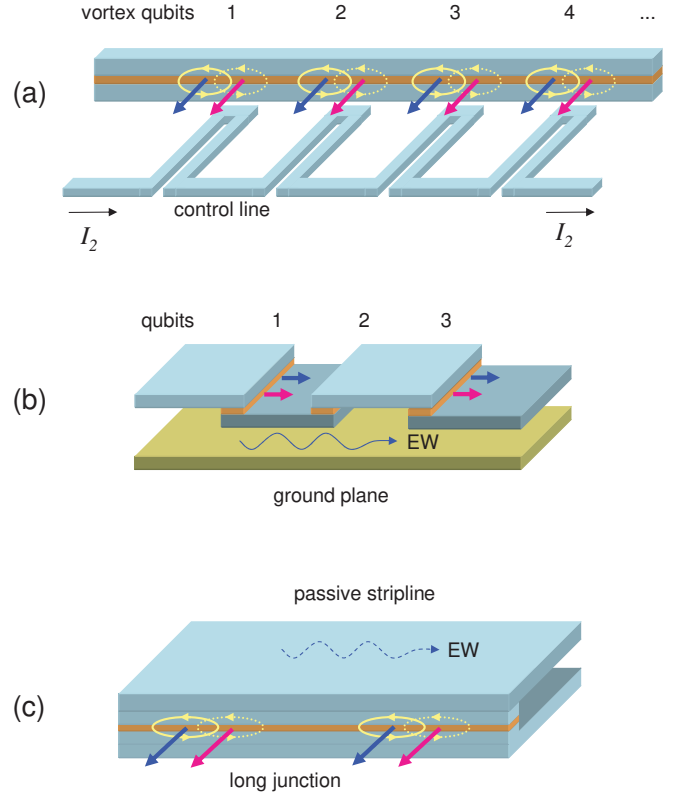 vortex qubits 1 2 3 4 ...
(a)
control line
I2
I2
qubits 1 2 3
(b)
EW
ground plane
passive stripline
EW
(c)
long junction